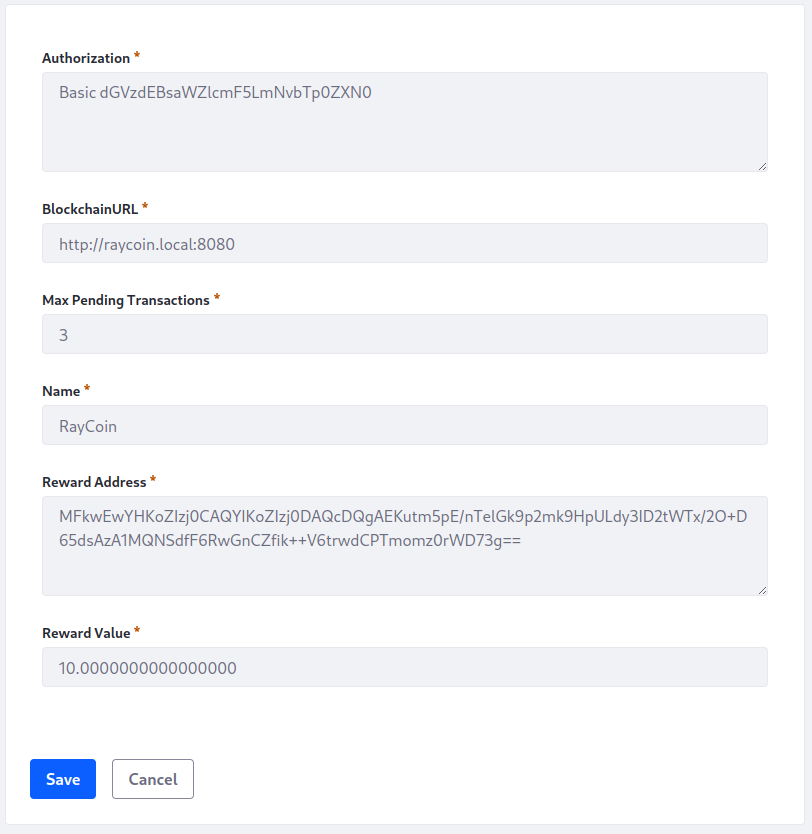 Authorization *
Basic dGVzdEBsaWZlcmF5LmNvbTp0ZXN0
BlockchainURL *
http://raycoin.local:8080
Max Pending Transactions *
3
Name *
RayCoin
Reward Address *
MFkwEwYHKoZIzj0CAQYIKoZIzj0DAQcDQgAEKutm5pE/nTelGk9p2mk9HpULdy3ID2tWTx/2O+D
65dsAzA1MQNSdfF6RwGnCZfik++V6trwdCPTmomz0rWD73g==
Reward Value *
10.0000000000000000
Save Cancel